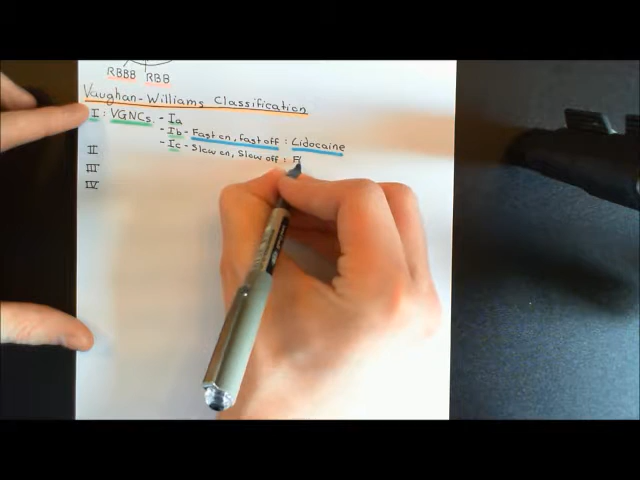 RBBB RBB
Vaughan-Williams Classification
I: VGNCs - Ia
- Ib - Fast on, fast off : Lidocaine
- Ic - Slow on, Slow off : Fl
II
III
IV